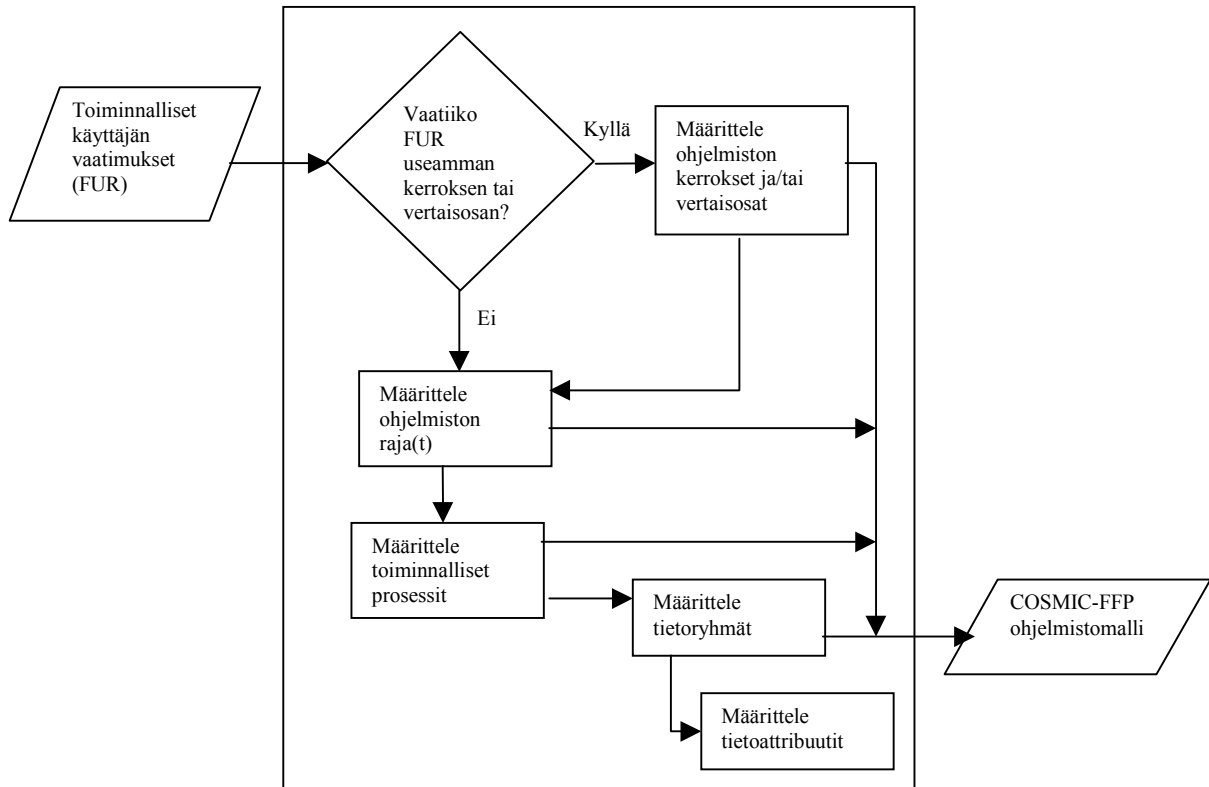 Toiminnalliset
käyttäjän
vaatimukset
(FUR)
Vaatiiko
FUR
useamman
kerroksen tai
vertaisosan?
Kyllä
Määrittele
ohjelmiston
kerrokset ja/tai
vertaisosat
Ei
Määrittele
ohjelmiston
raja(t)
Määrittele
toiminnalliset
prosessit
Määrittele
tietoryhmät
COSMIC-FFP
ohjelmistomalli
Määrittele
tietoattribuutit